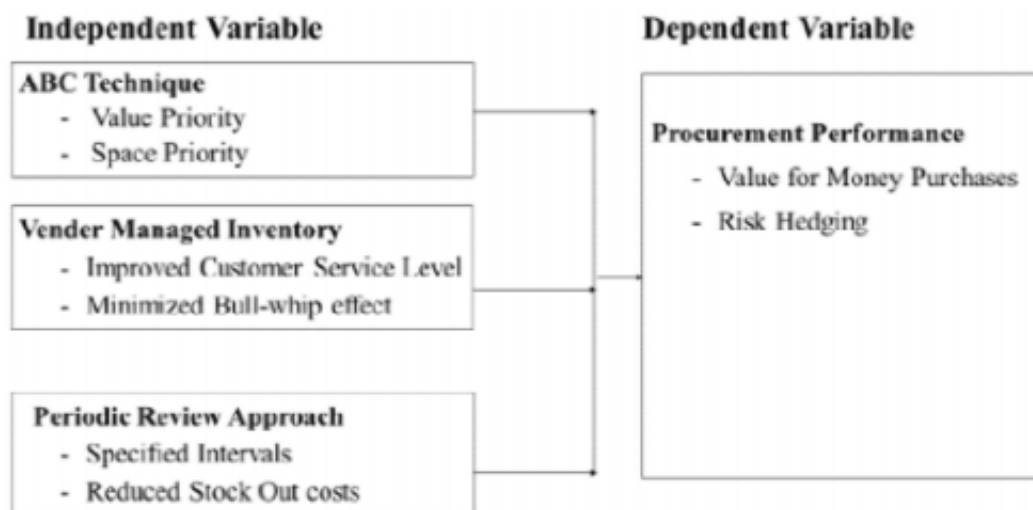 Independent Variable
ABC Technique
- Value Priority
- Space Priority
Vender Managed Inventory
- Improved Customer Service Level
- Minimized Bull-whip effect
Periodic Review Approach
- Specified Intervals
- Reduced Stock Out costs
Dependent Variable
Procurement Performance
- Value for Money Purchases
- Risk Hedging